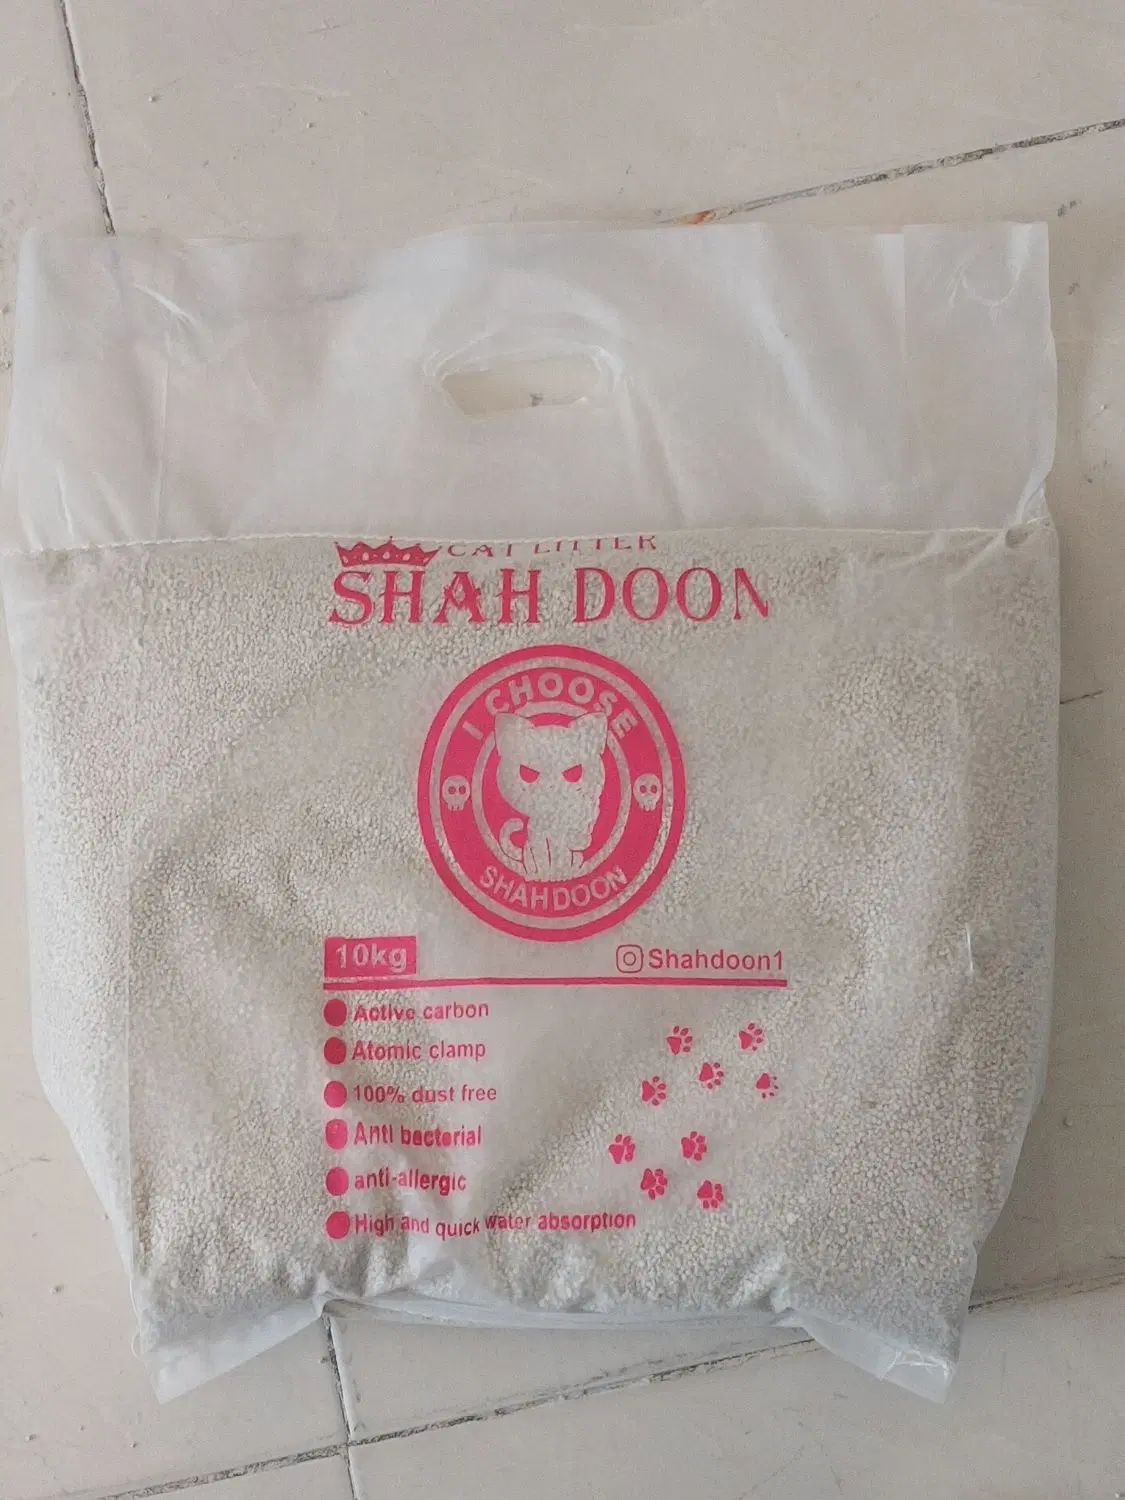 CAT LITTER
SHAH DOON
I CHOOSE
SHAHDOON
10kg
Shahdoon1
Active carbon
Atomic clamp
100% dust free
Anti bacterial
anti-allergic
High and quick water absorption